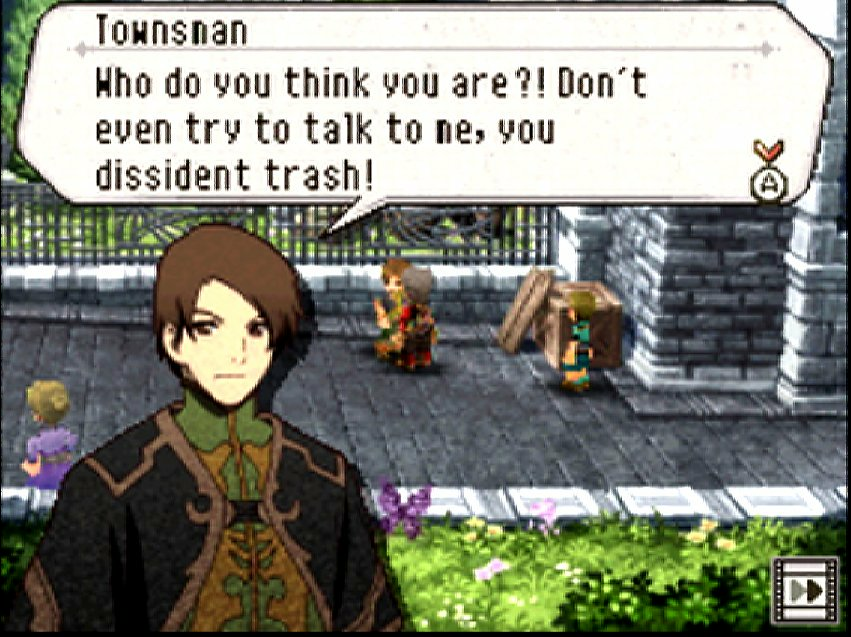 Townsman
Who do you think you are?! Don't
even try to talk to me, you
dissident trash!
A